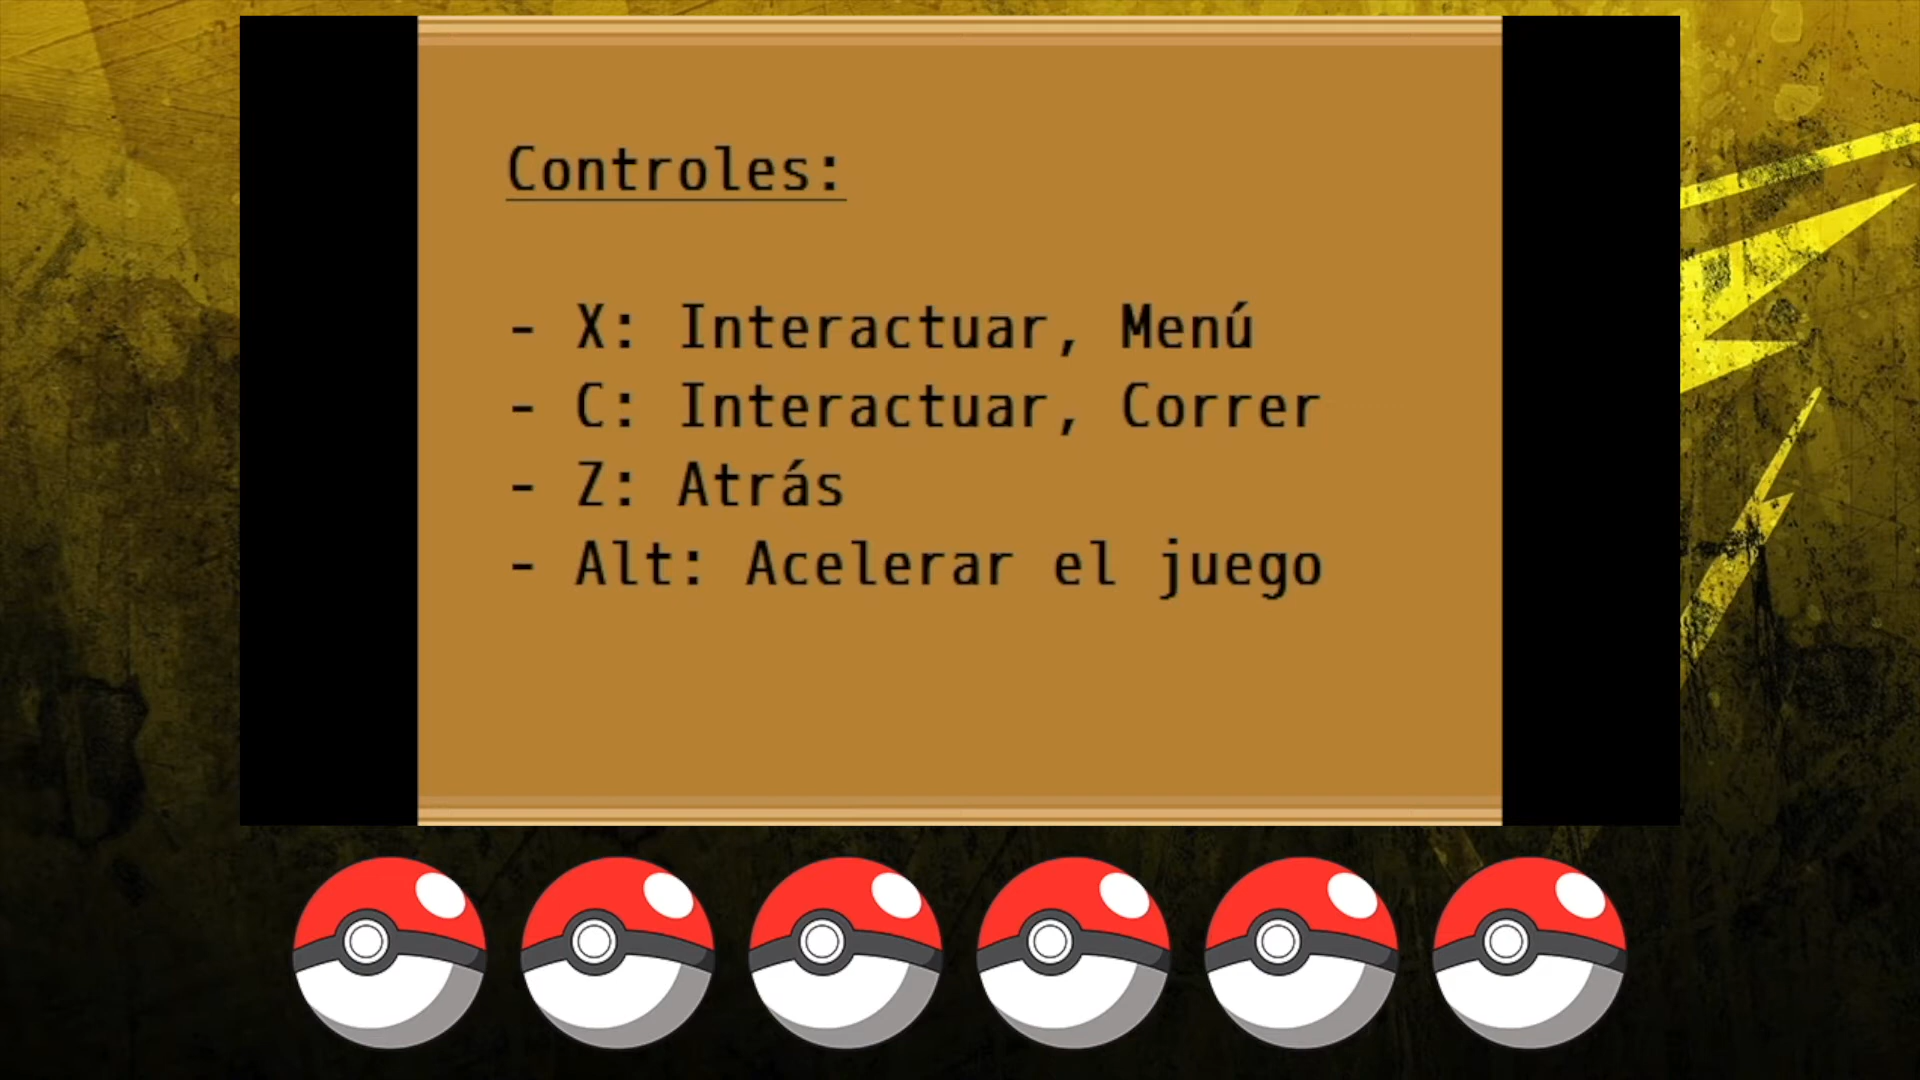 Controles:
- X: Interactuar, Menú
- C: Interactuar, Correr
- Z: Atrás
- Alt: Acelerar el juego